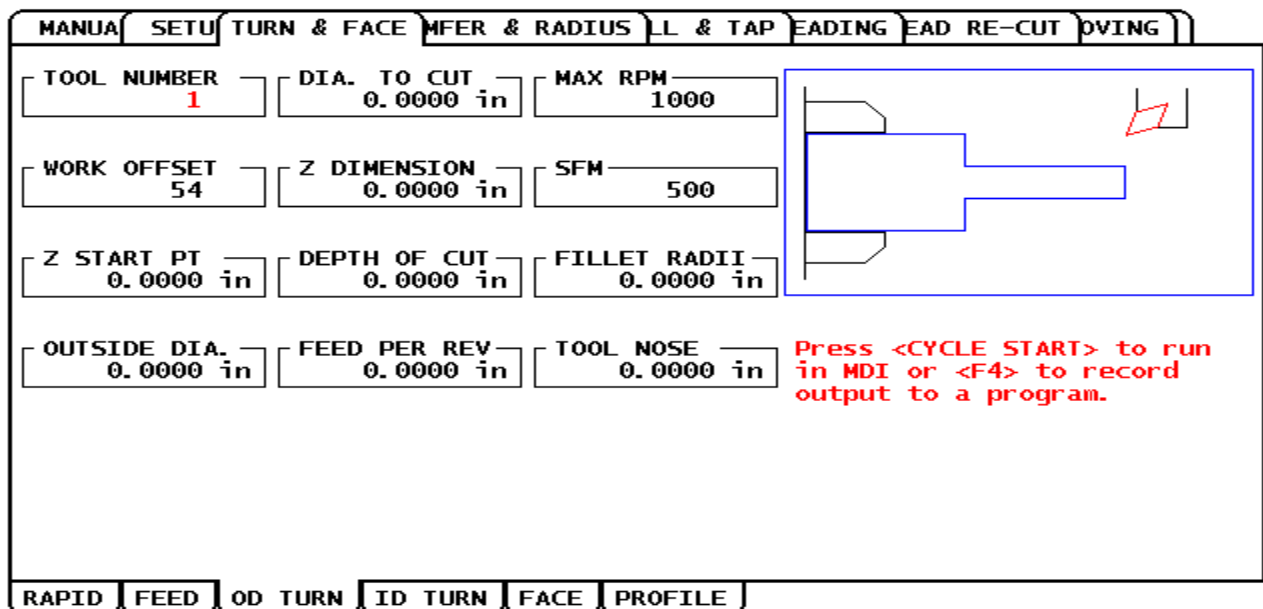 MANUA SETU TURN & FACE MFER & RADIUS LL & TAP EADING EAD RE-CUT OVING
TOOL NUMBER DIA. TO CUT MAX RPM
1 0.0000 in 1000
WORK OFFSET Z DIMENSION SFM
54 0.0000 in 500
Z START PT DEPTH OF CUT FILLET RADII
0.0000 in 0.0000 in 0.0000 in
OUTSIDE DIA. FEED PER REV TOOL NOSE
0.0000 in 0.0000 in 0.0000 in
Press <CYCLE START> to run
in MDI or <F4> to record
output to a program.
RAPID FEED OD TURN ID TURN FACE PROFILE